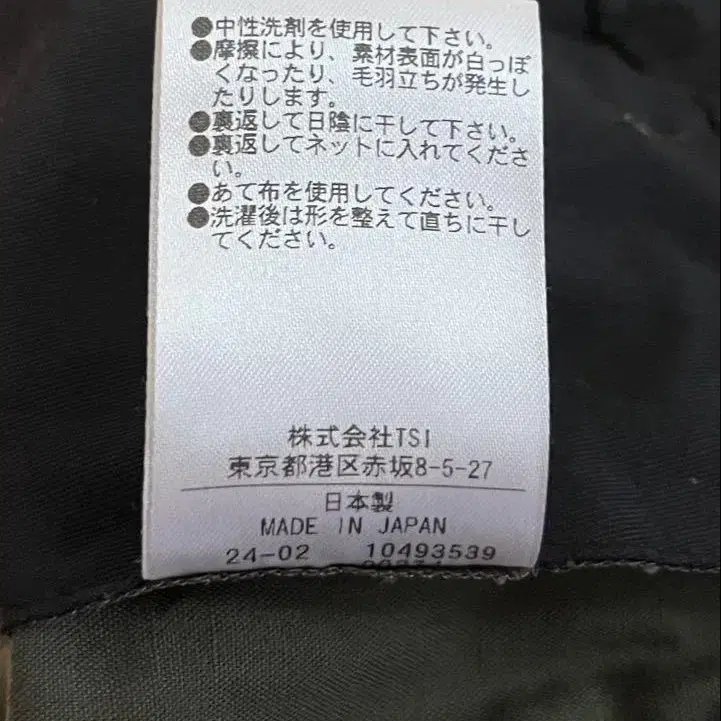 ●中性洗剤を使用して下さい。
●摩擦により、素材表面が白っぽ
くなったり、毛羽立ちが発生し
たりします。
●裏返して日陰に干して下さい。
●裏返してネットに入れてくださ
い。
●あて布を使用してください。
●洗濯後は形を整えて直ちに干し
てください。
株式会社TSI
東京都港区赤坂8-5-27
日本製
MADE IN JAPAN
24-02 10493539